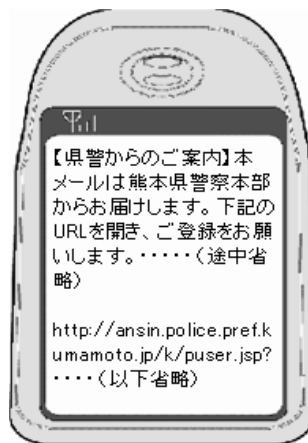 【県警からのご案内】本
メールは熊本県警察本部
からお届けします。下記の
URLを開き、ご登録をお願
いします。・・・・・(途中省
略)
http://ansin.police.pref.k
umamoto.jp/k/puser.jsp?
・・・・(以下省略)